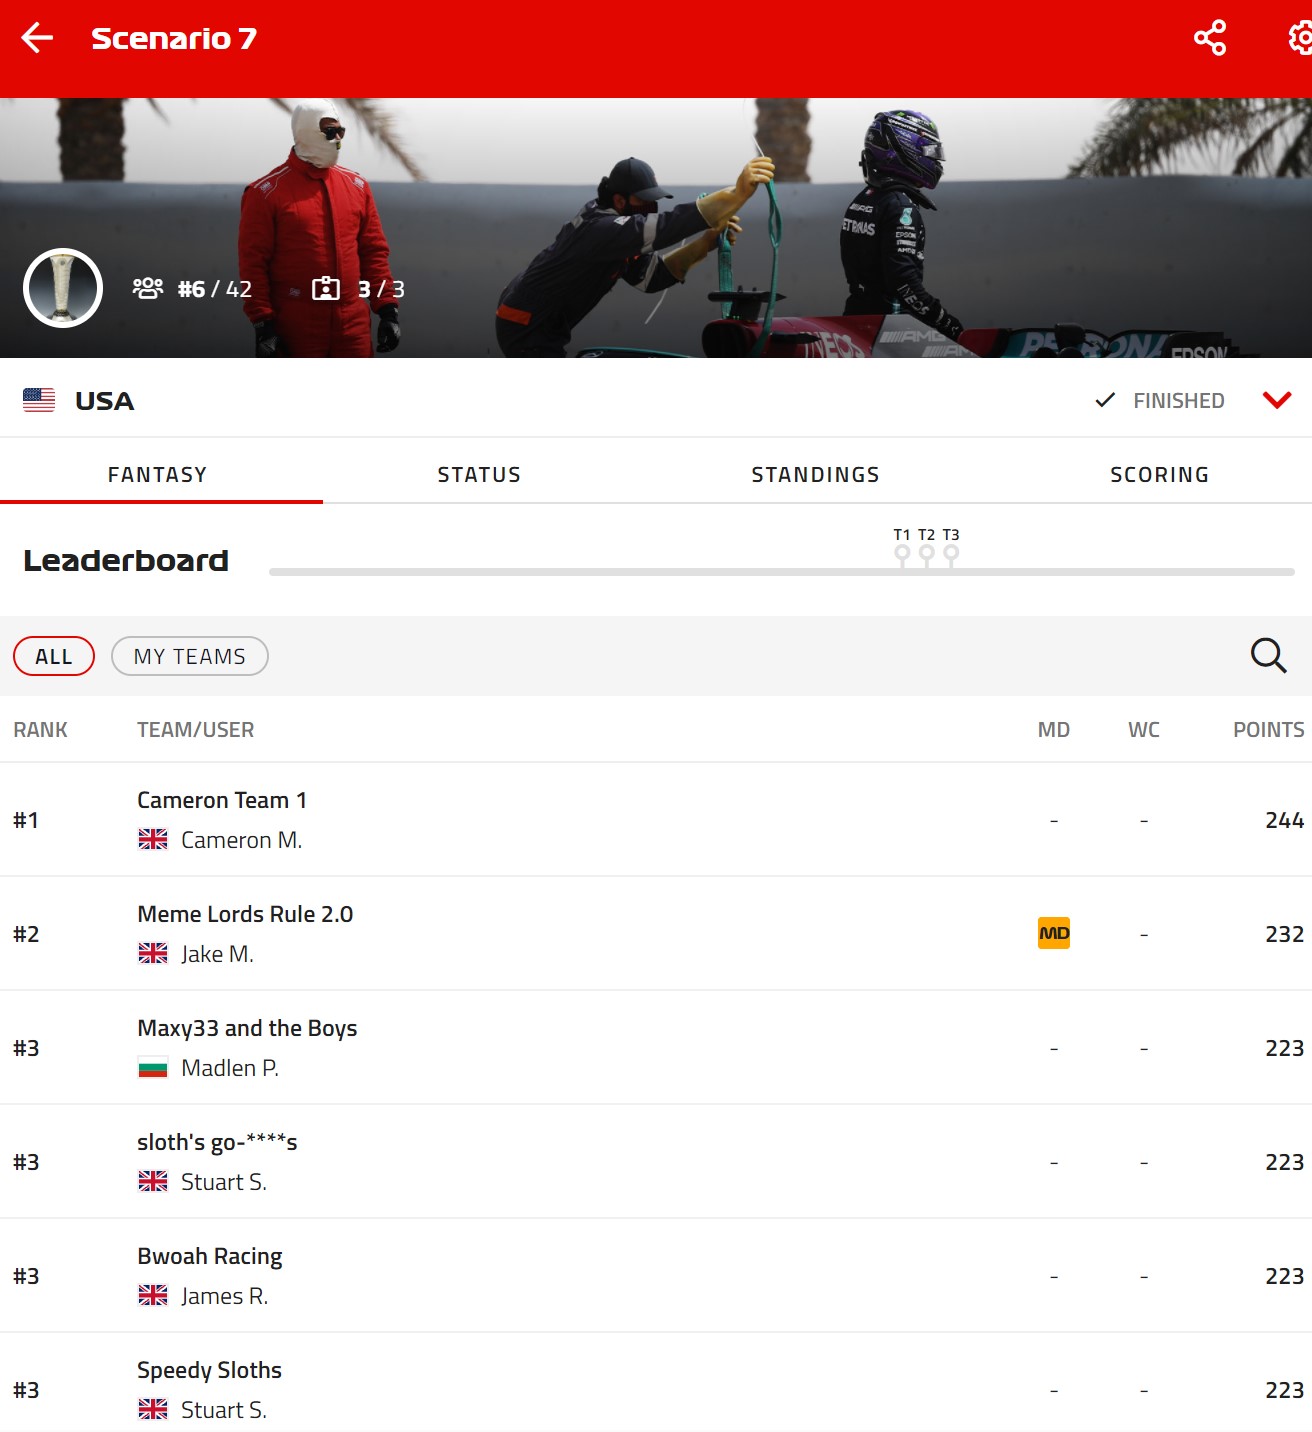 Scenario 7
#6 / 42
3 / 3
USA
FINISHED
FANTASY STATUS STANDINGS SCORING
T1 T2 T3
Leaderboard
ALL MY TEAMS
RANK TEAM/USER MD WC POINTS
Cameron Team 1
#1 - - 244
Cameron M.
Meme Lords Rule 2.0
#2 MD - 232
Jake M.
Maxy33 and the Boys
#3 - - 223
Madlen P.
sloth's go-****s
#3 - - 223
Stuart S.
Bwoah Racing
#3 - - 223
James R.
Speedy Sloths
#3 - - 223
Stuart S.